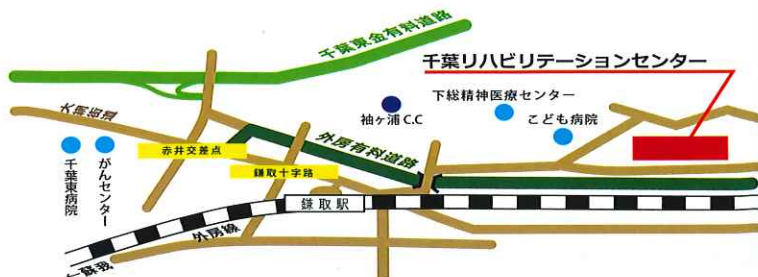 千葉東金有料道路
千葉リハビリテーションセンター
大網街道
袖ヶ浦C.C
下総精神医療センター
こども病院
外房有料道路
赤井交差点
鎌取十字路
千葉東病院
がんセンター
鎌取駅
外房線
←蘇我